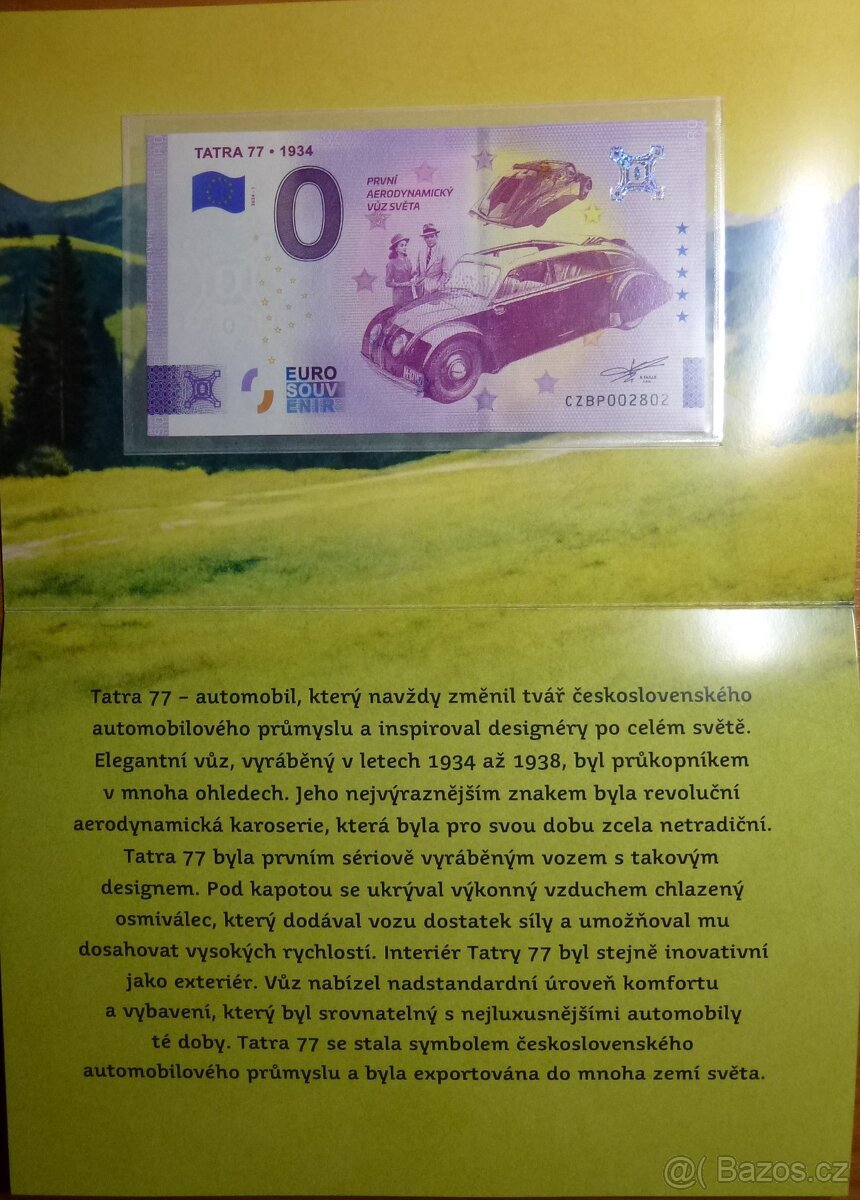 TATRA 77 • 1934
2024 - 1
0
PRVNÍ
AERODYNAMICKÝ
VŮZ SVĚTA
EURO
SOUV
ENIR
CZBP002802
Tatra 77 – automobil, který navždy změnil tvář československého
automobilového průmyslu a inspiroval designéry po celém světě.
Elegantní vůz, vyráběný v letech 1934 až 1938, byl průkopníkem
v mnoha ohledech. Jeho nejvýraznějším znakem byla revoluční
aerodynamická karoserie, která byla pro svou dobu zcela netradiční.
Tatra 77 byla prvním sériově vyráběným vozem s takovým
designem. Pod kapotou se ukrýval výkonný vzduchem chlazený
osmiválec, který dodával vozu dostatek síly a umožňoval mu
dosahovat vysokých rychlostí. Interiér Tatry 77 byl stejně inovativní
jako exteriér. Vůz nabízel nadstandardní úroveň komfortu
a vybavení, který byl srovnatelný s nejluxusnějšími automobily
té doby. Tatra 77 se stala symbolem československého
automobilového průmyslu a byla exportována do mnoha zemí světa.
@( Bazos.cz